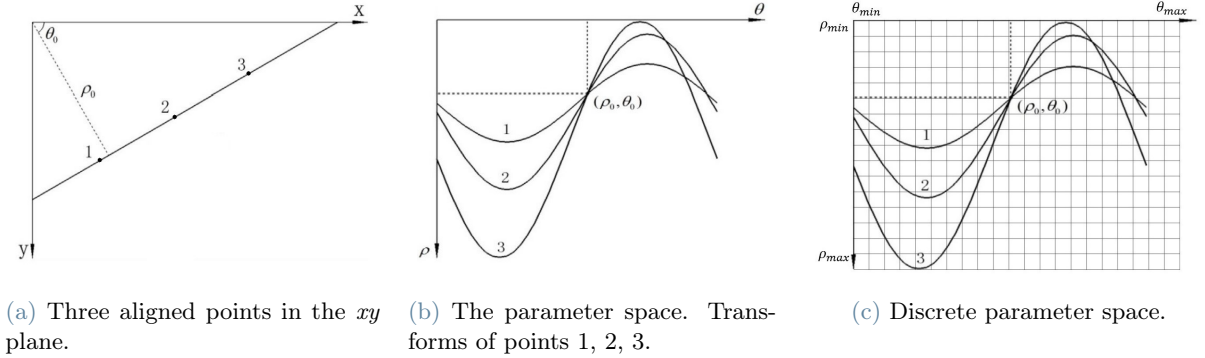 X
θ₀
ρ₀
3
2
1
y
θ
(ρ₀, θ₀)
1
2
3
ρ
θmin
θmax
ρmin
(ρ₀, θ₀)
1
2
ρmax
3
(a) Three aligned points in the xy
plane.
(b) The parameter space. Trans-
forms of points 1, 2, 3.
(c) Discrete parameter space.